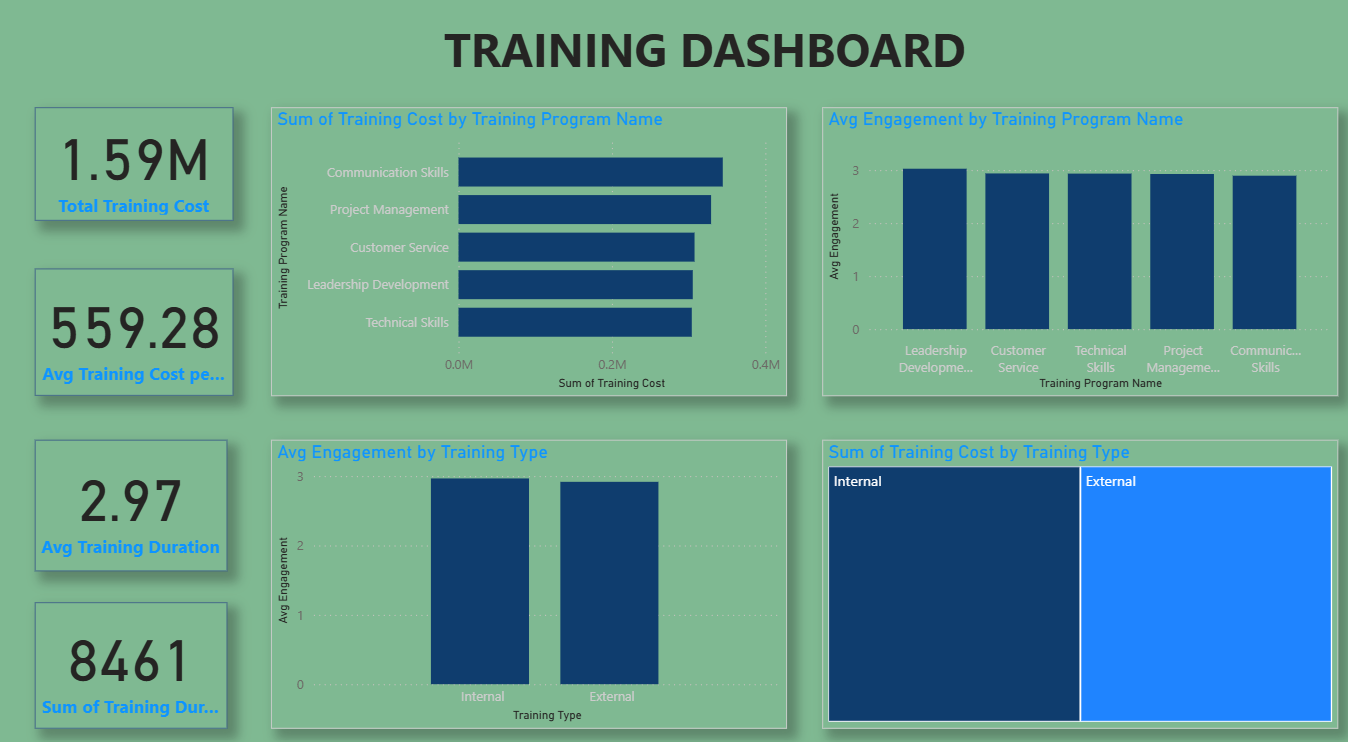 TRAINING DASHBOARD
1.59M
Total Training Cost
559.28
Avg Training Cost pe...
2.97
Avg Training Duration
8461
Sum of Training Dur...
Sum of Training Cost by Training Program Name
Training Program Name
Communication Skills
Project Management
Customer Service
Leadership Development
Technical Skills
0.0M 0.2M 0.4M
Sum of Training Cost
Avg Engagement by Training Program Name
Avg Engagement
3
2
1
0
Leadership Developme...
Customer Service
Technical Skills
Project Manageme...
Communic... Skills
Training Program Name
Avg Engagement by Training Type
Avg Engagement
3
2
1
0
Internal External
Training Type
Sum of Training Cost by Training Type
Internal
External